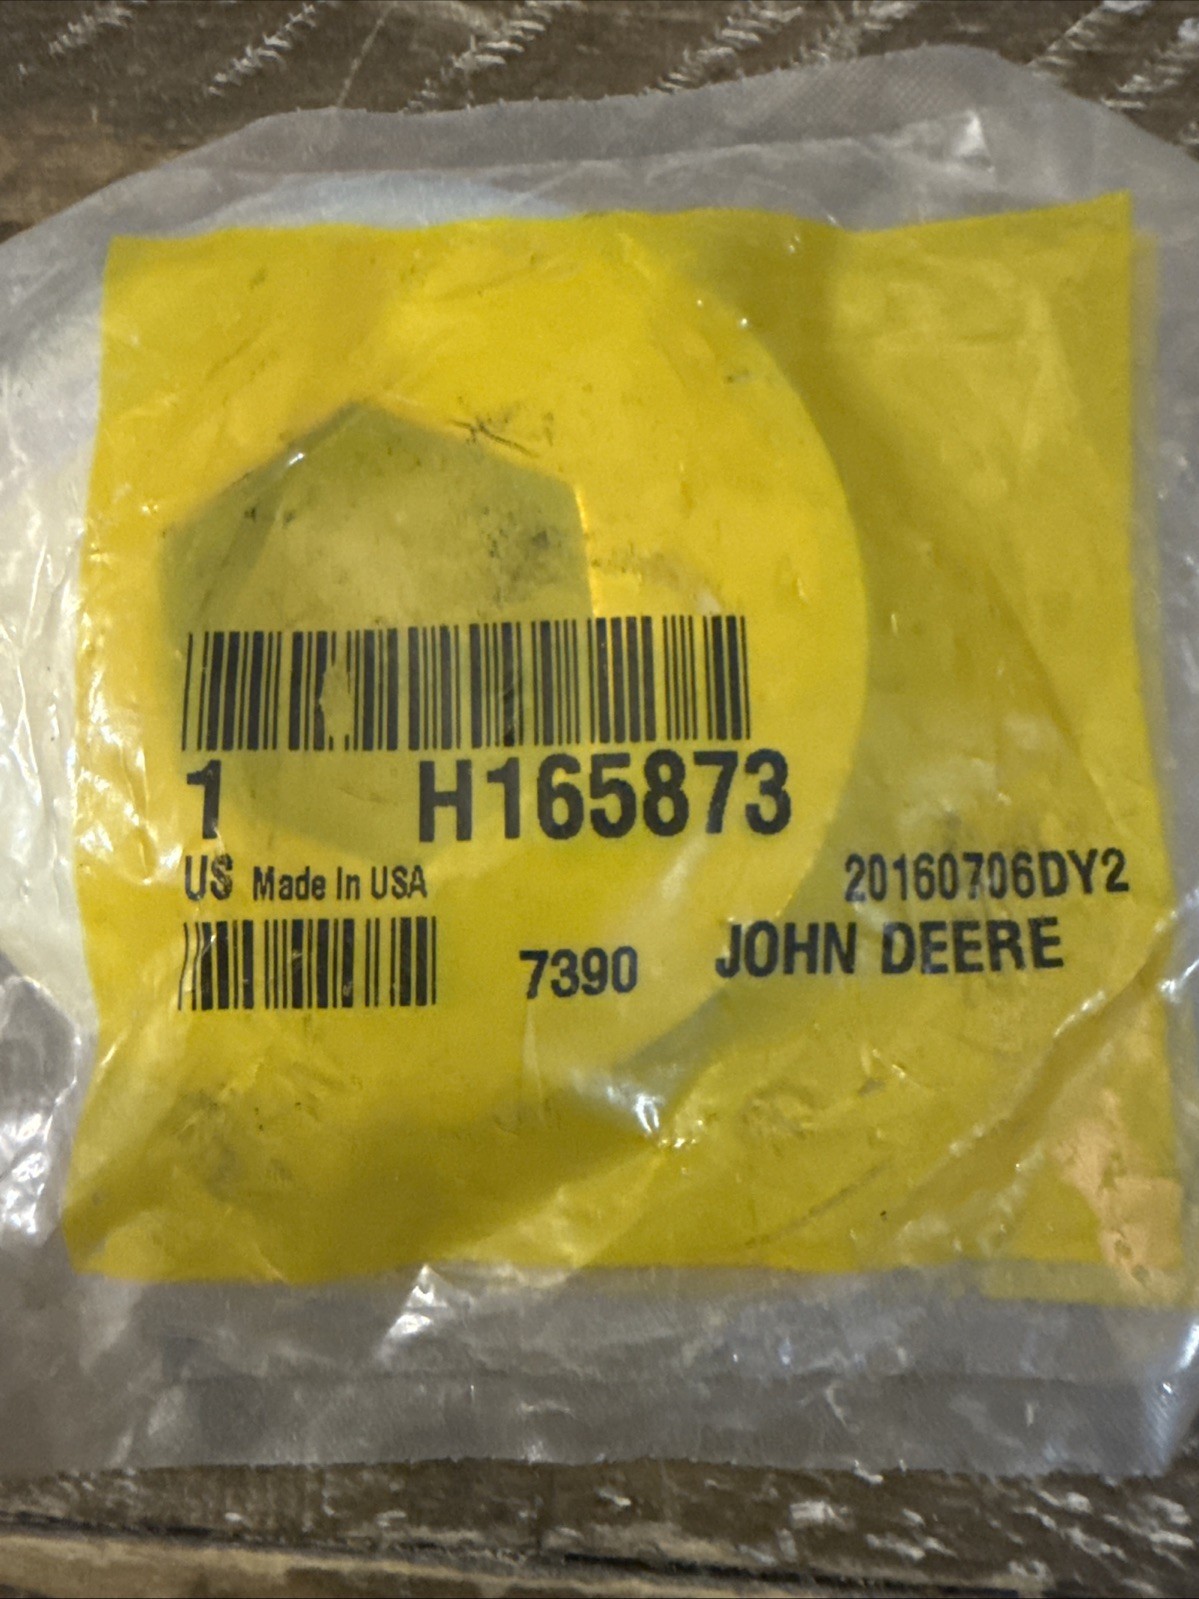 1 H165873
US Made In USA
20160706DY2
7390 JOHN DEERE